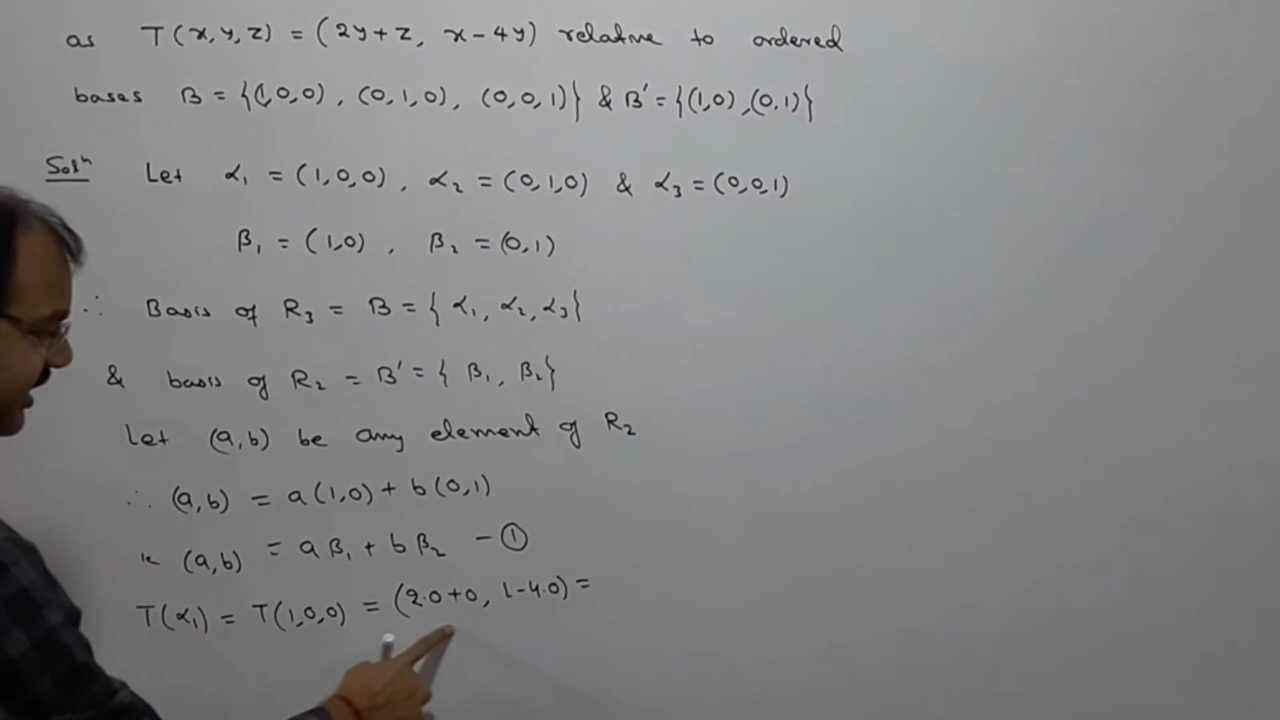 as T(x,y,z) = (2y+z, x-4y) relative to ordered
bases B = {(1,0,0), (0,1,0), (0,0,1)} & B' = {(1,0),(0,1)}
Solⁿ Let α₁ = (1,0,0), α₂ = (0,1,0) & α₃ = (0,0,1)
β₁ = (1,0), β₂ = (0,1)
∴ Basis of R₃ = B = {α₁, α₂, α₃}
& basis of R₂ = B' = {β₁, β₂}
Let (a,b) be any element of R₂
∴ (a,b) = a(1,0) + b(0,1)
ie (a,b) = aβ₁ + bβ₂ - ①
T(α₁) = T(1,0,0) = (2.0+0, 1-4.0) =